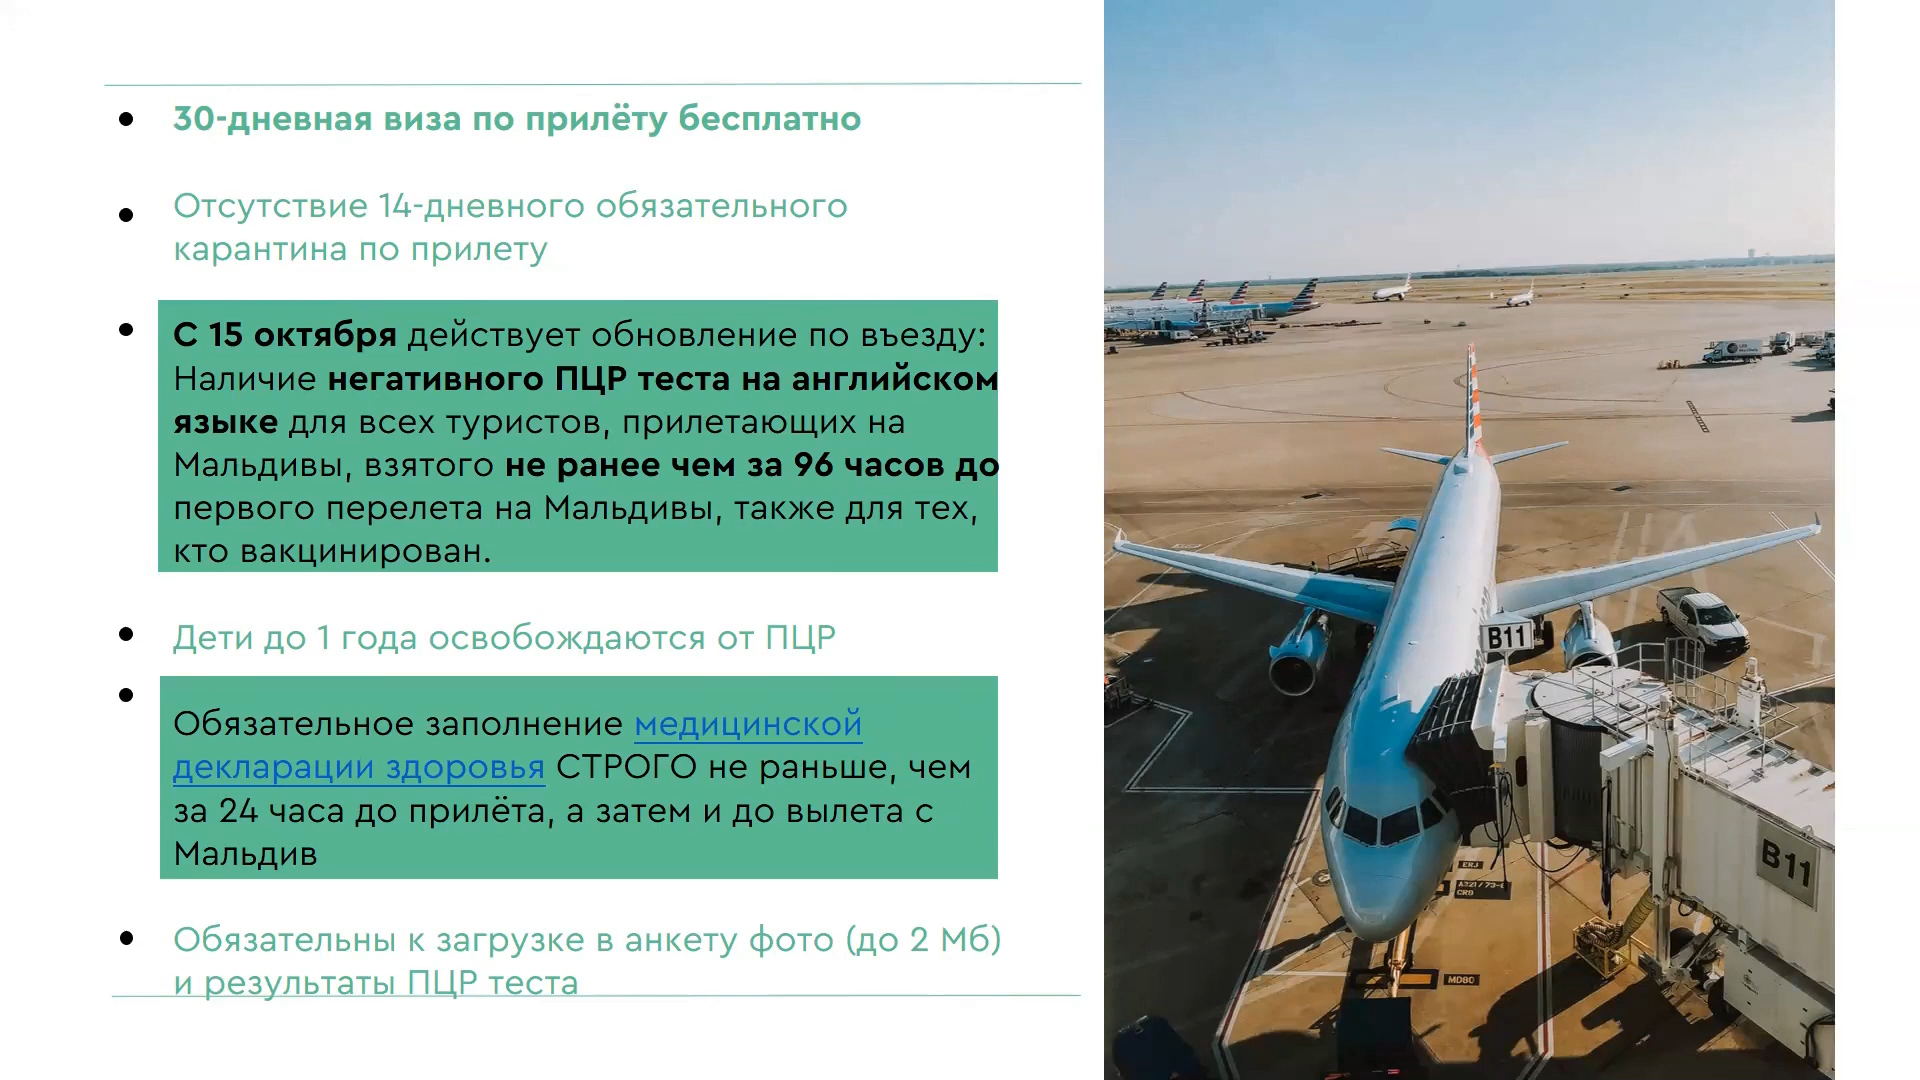 30-дневная виза по прилёту бесплатно
Отсутствие 14-дневного обязательного
карантина по прилету
С 15 октября действует обновление по въезду:
Наличие негативного ПЦР теста на английском
языке для всех туристов, прилетающих на
Мальдивы, взятого не ранее чем за 96 часов до
первого перелета на Мальдивы, также для тех,
кто вакцинирован.
Дети до 1 года освобождаются от ПЦР
Обязательное заполнение медицинской
декларации здоровья СТРОГО не раньше, чем
за 24 часа до прилёта, а затем и до вылета с
Мальдив
Обязательны к загрузке в анкету фото (до 2 Мб)
и результаты ПЦР теста
B11
B11
ERJ
CR9
MD80